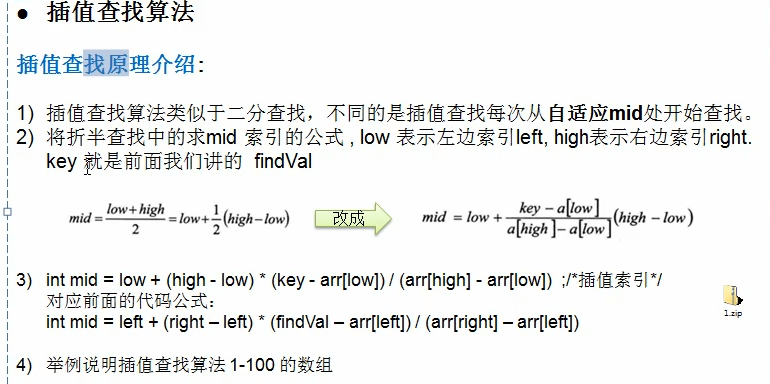 ● 插值查找算法
插值查找原理介绍:
1) 插值查找算法类似于二分查找，不同的是插值查找每次从自适应mid处开始查找。
2) 将折半查找中的求mid 索引的公式 , low 表示左边索引left, high表示右边索引right.
key 就是前面我们讲的 findVal
mid = (low+high)/2 = low + 1/2(high−low) 改成 mid = low + (key − a[low])/(a[high] − a[low]) (high − low)
3) int mid = low + (high - low) * (key - arr[low]) / (arr[high] - arr[low]) ;/*插值索引*/
对应前面的代码公式：
int mid = left + (right – left) * (findVal – arr[left]) / (arr[right] – arr[left])
1.zip
4) 举例说明插值查找算法 1-100 的数组